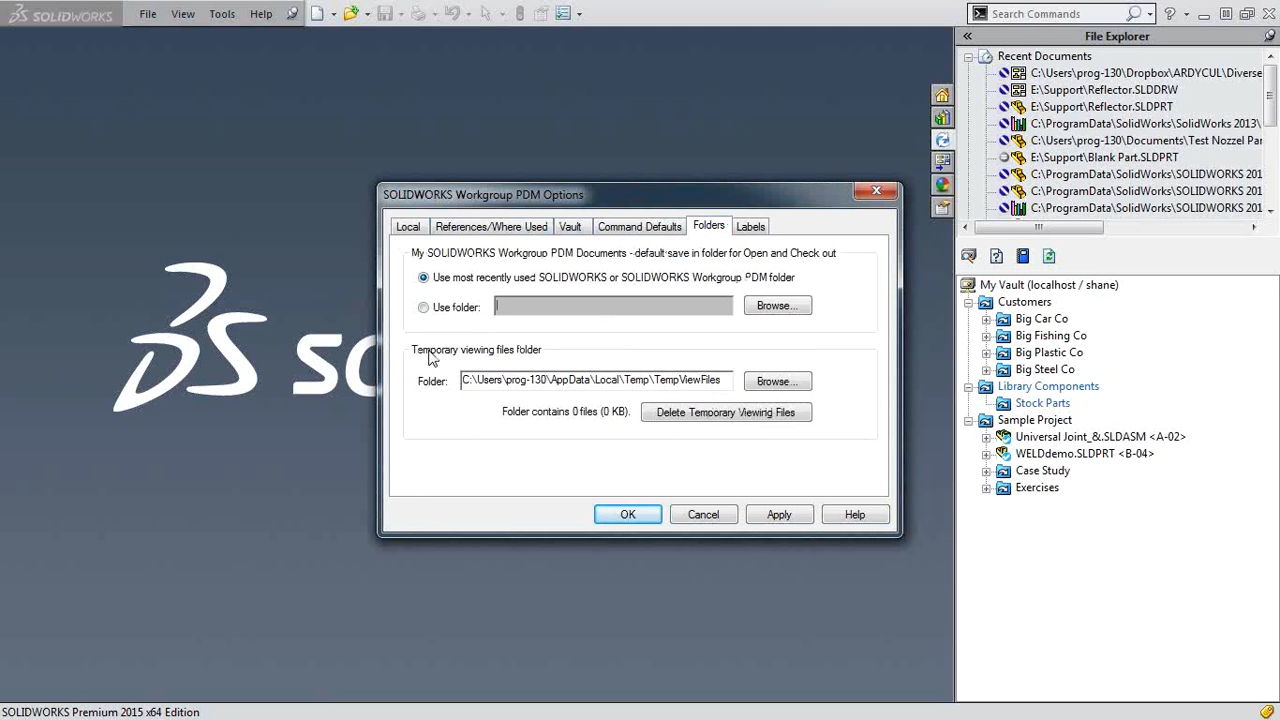 SOLIDWORKS File View Tools Help Search Commands
File Explorer
Recent Documents
C:\Users\prog-130\Dropbox\ARDYCUL\Diverse
E:\Support\Reflector.SLDDRW
E:\Support\Reflector.SLDPRT
C:\ProgramData\SolidWorks\SolidWorks 2013\
C:\Users\prog-130\Documents\Test Nozzel Par
E:\Support\Blank Part.SLDPRT
C:\ProgramData\SolidWorks\SOLIDWORKS 201
C:\ProgramData\SolidWorks\SOLIDWORKS 201
C:\ProgramData\SolidWorks\SOLIDWORKS 201
My Vault (localhost / shane)
Customers
Big Car Co
Big Fishing Co
Big Plastic Co
Big Steel Co
Library Components
Stock Parts
Sample Project
Universal Joint_&.SLDASM <A-02>
WELDdemo.SLDPRT <B-04>
Case Study
Exercises
SOLIDWORKS Workgroup PDM Options
Local References/Where Used Vault Command Defaults Folders Labels
My SOLIDWORKS Workgroup PDM Documents - default save in folder for Open and Check out
Use most recently used SOLIDWORKS or SOLIDWORKS Workgroup PDM folder
Use folder: Browse...
Temporary viewing files folder
Folder: C:\Users\prog-130\AppData\Local\Temp\TempViewFiles Browse...
Folder contains 0 files (0 KB). Delete Temporary Viewing Files
OK Cancel Apply Help
SO
SOLIDWORKS Premium 2015 x64 Edition